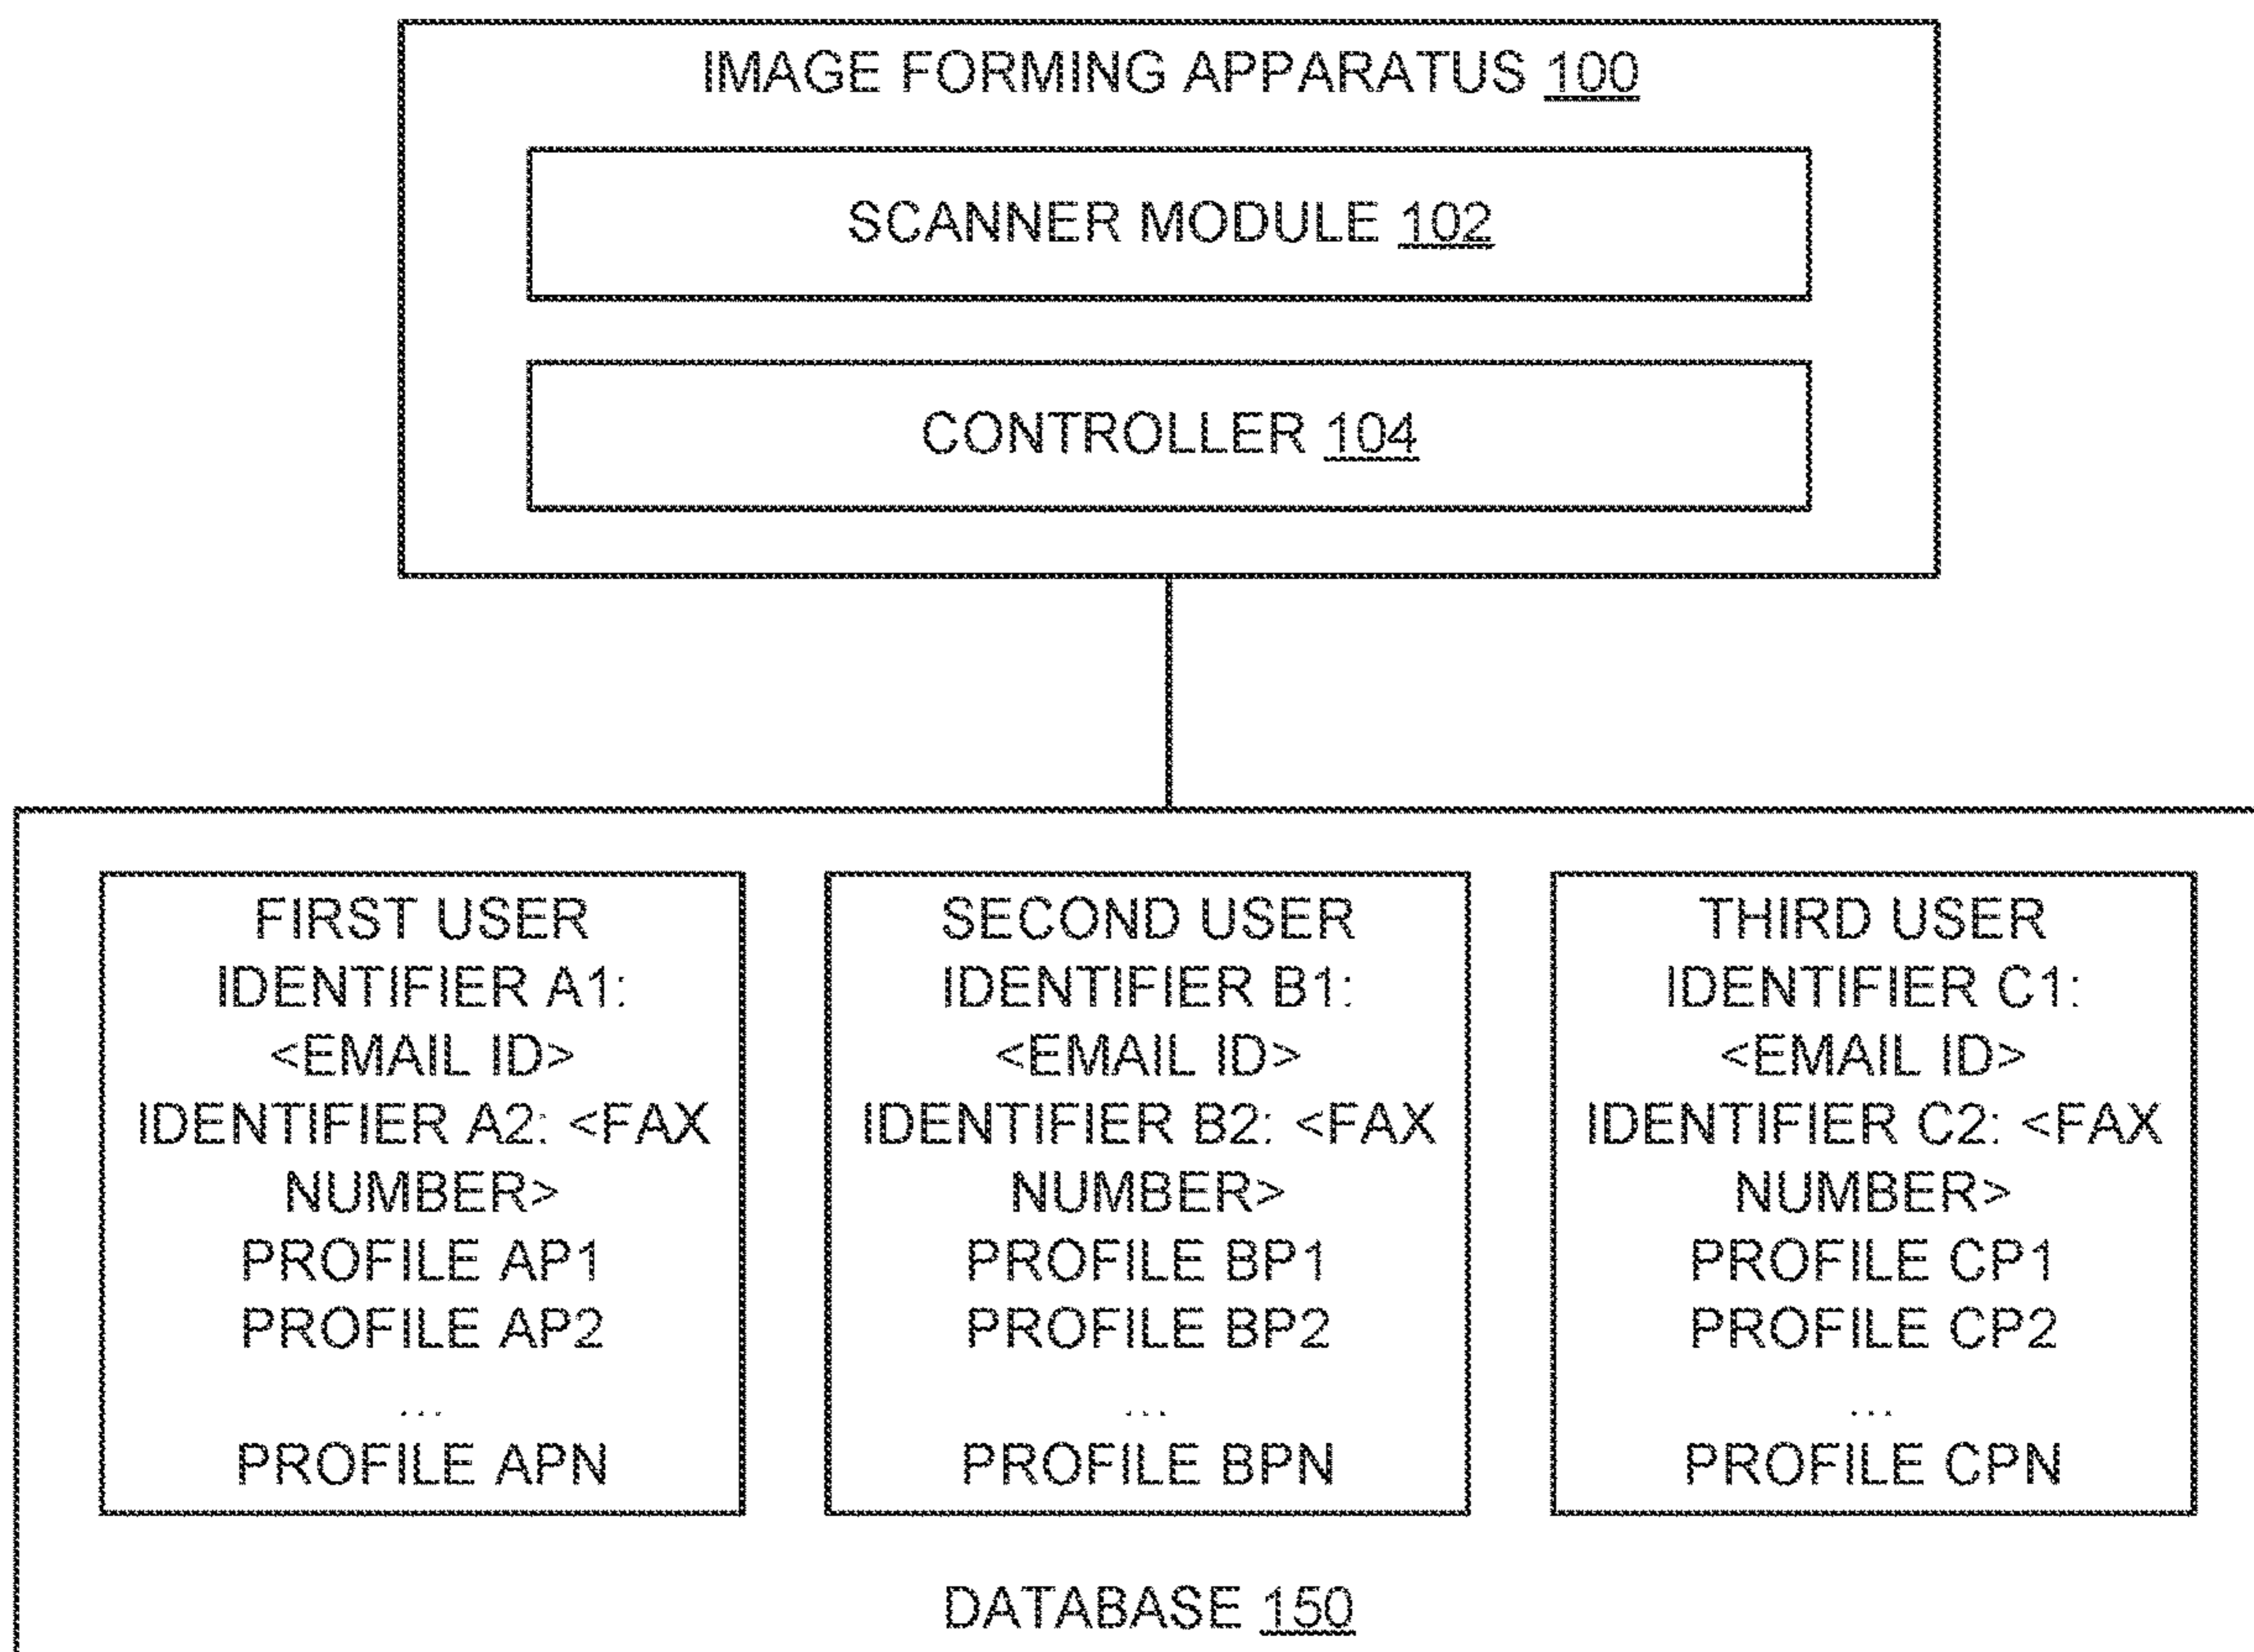 IMAGE FORMING APPARATUS 100
SCANNER MODULE 102
CONTROLLER 104
FIRST USER
IDENTIFIER A1:
<EMAIL ID>
IDENTIFIER A2: <FAX
NUMBER>
PROFILE AP1
PROFILE AP2
...
PROFILE APN
SECOND USER
IDENTIFIER B1:
<EMAIL ID>
IDENTIFIER B2: <FAX
NUMBER>
PROFILE BP1
PROFILE BP2
...
PROFILE BPN
THIRD USER
IDENTIFIER C1:
<EMAIL ID>
IDENTIFIER C2: <FAX
NUMBER>
PROFILE CP1
PROFILE CP2
...
PROFILE CPN
DATABASE 150